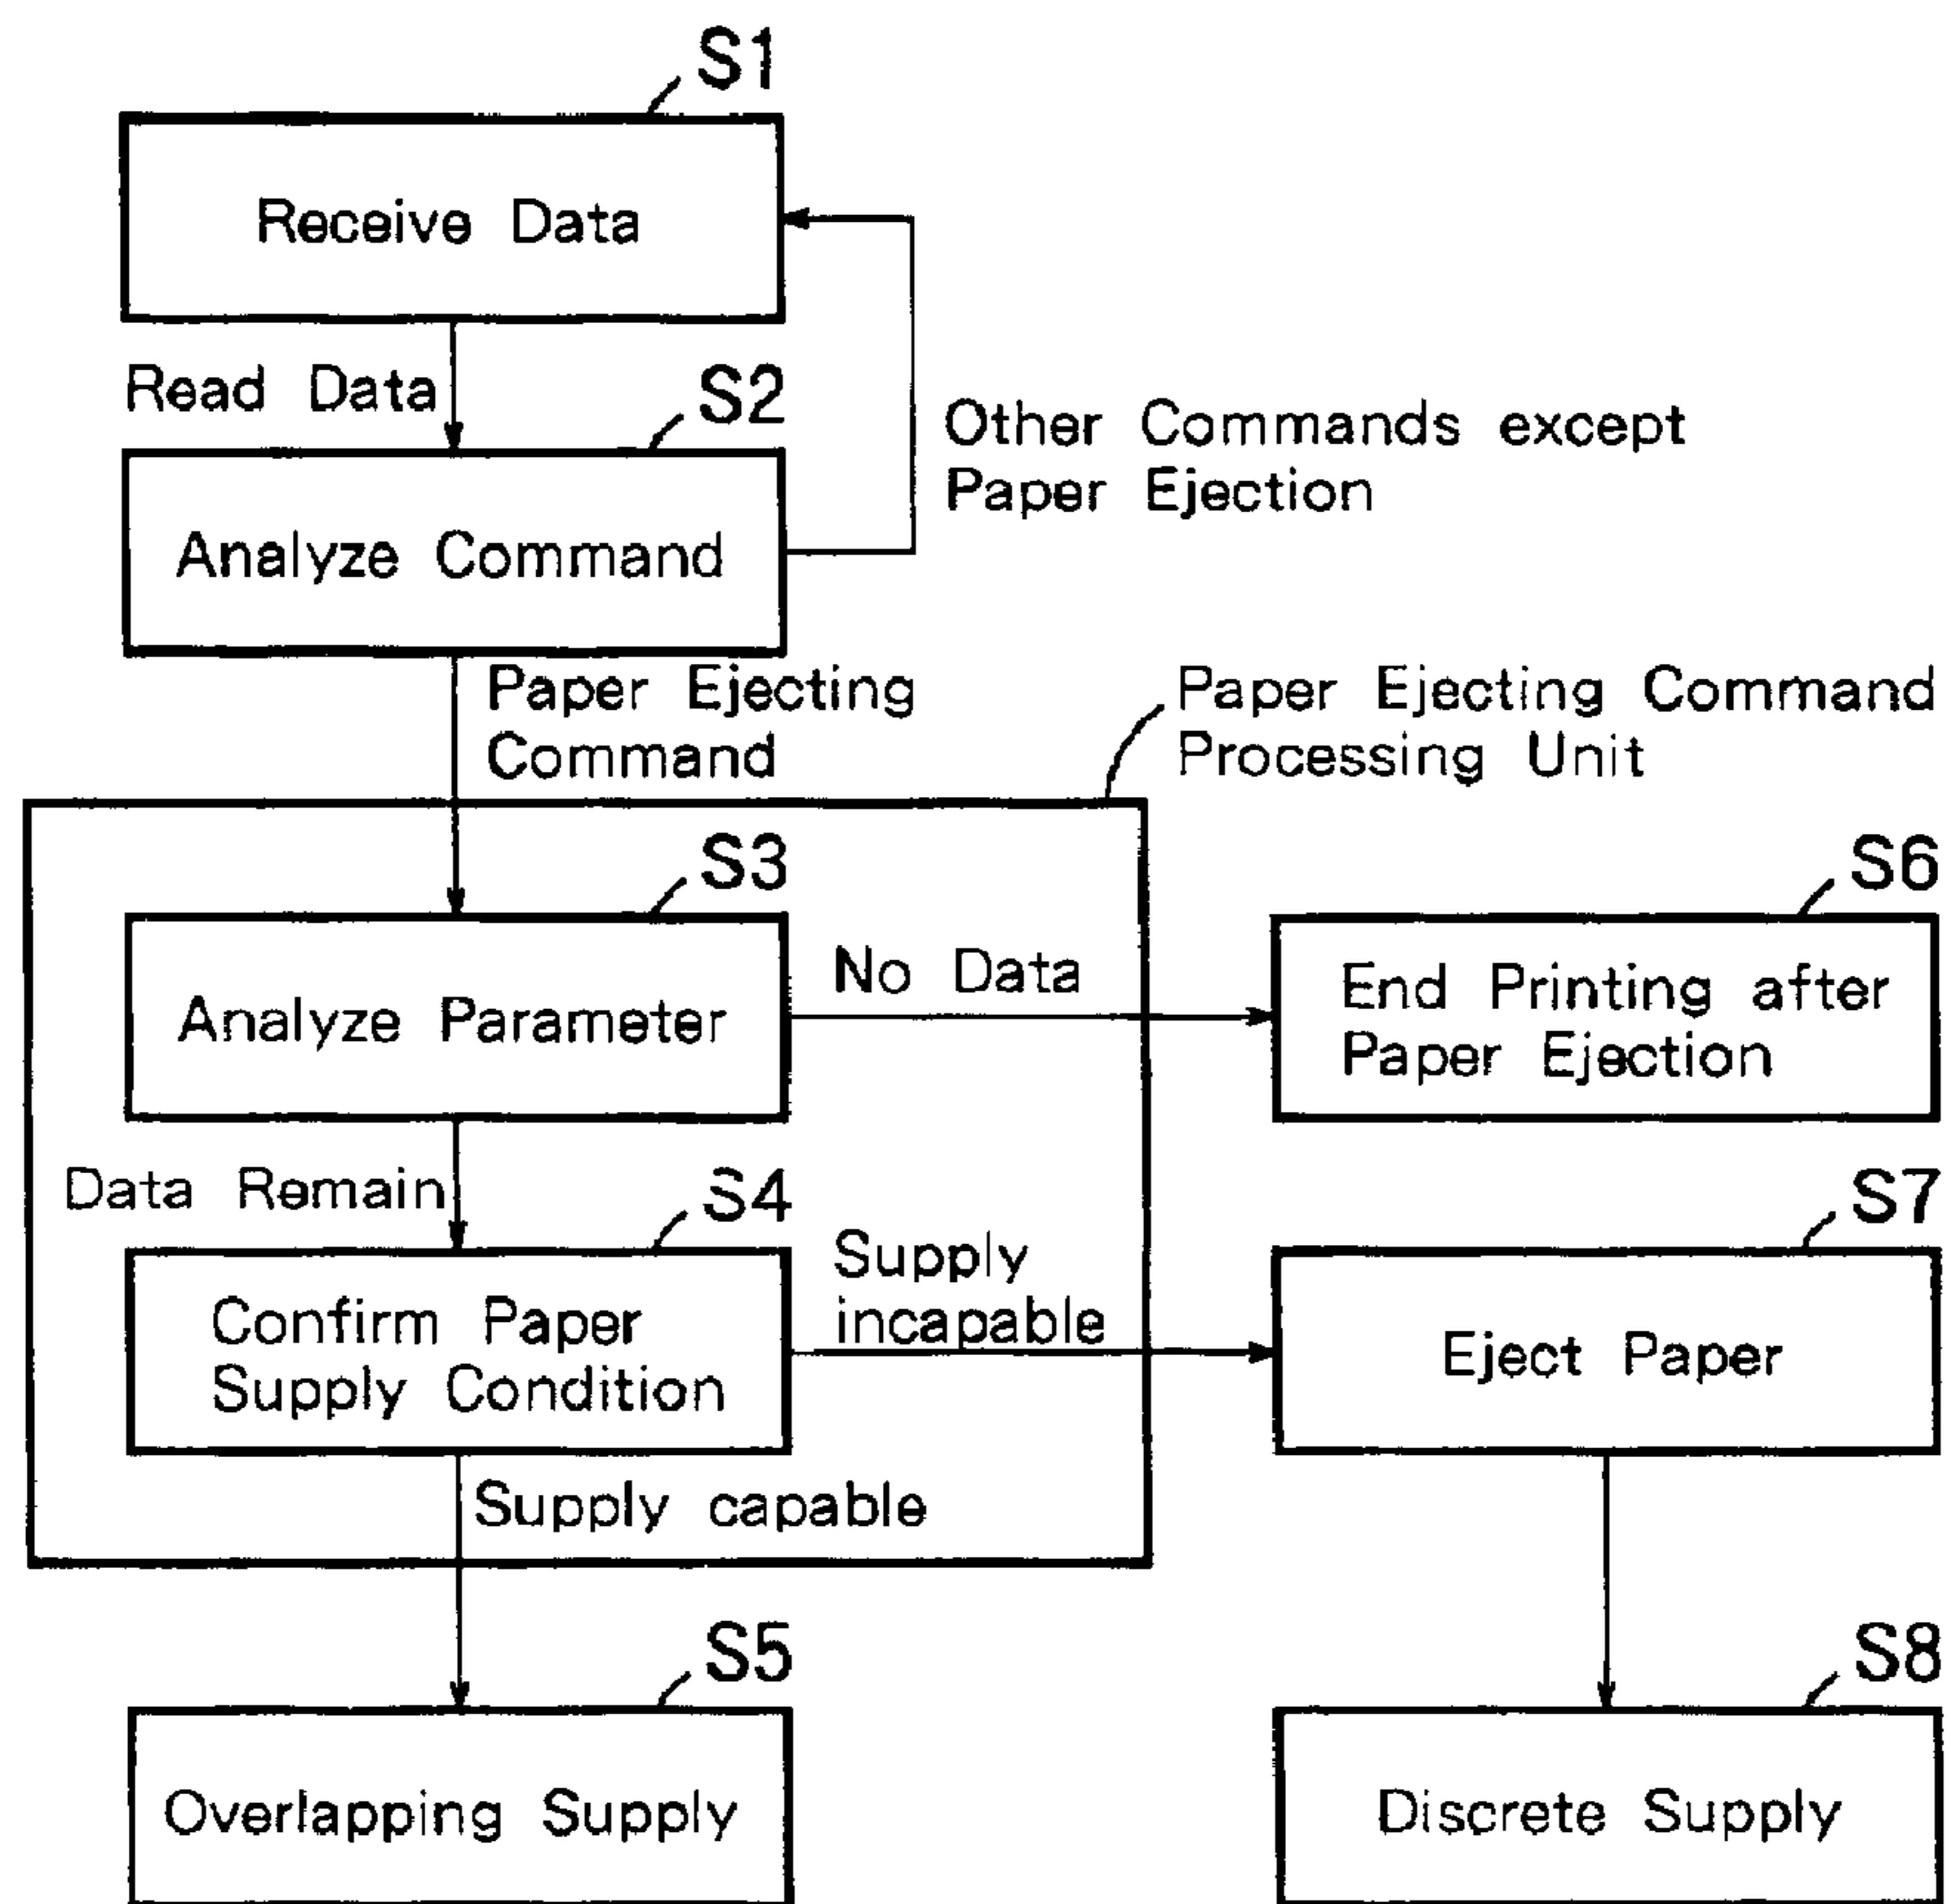 S1
Receive Data
Read Data
S2
Other Commands except
Paper Ejection
Analyze Command
Paper Ejecting
Command
Paper Ejecting Command
Processing Unit
S3
S6
No Data
Analyze Parameter
End Printing after
Paper Ejection
Data Remain
S4
S7
Supply
incapable
Confirm Paper
Supply Condition
Eject Paper
Supply capable
S5
S8
Overlapping Supply
Discrete Supply